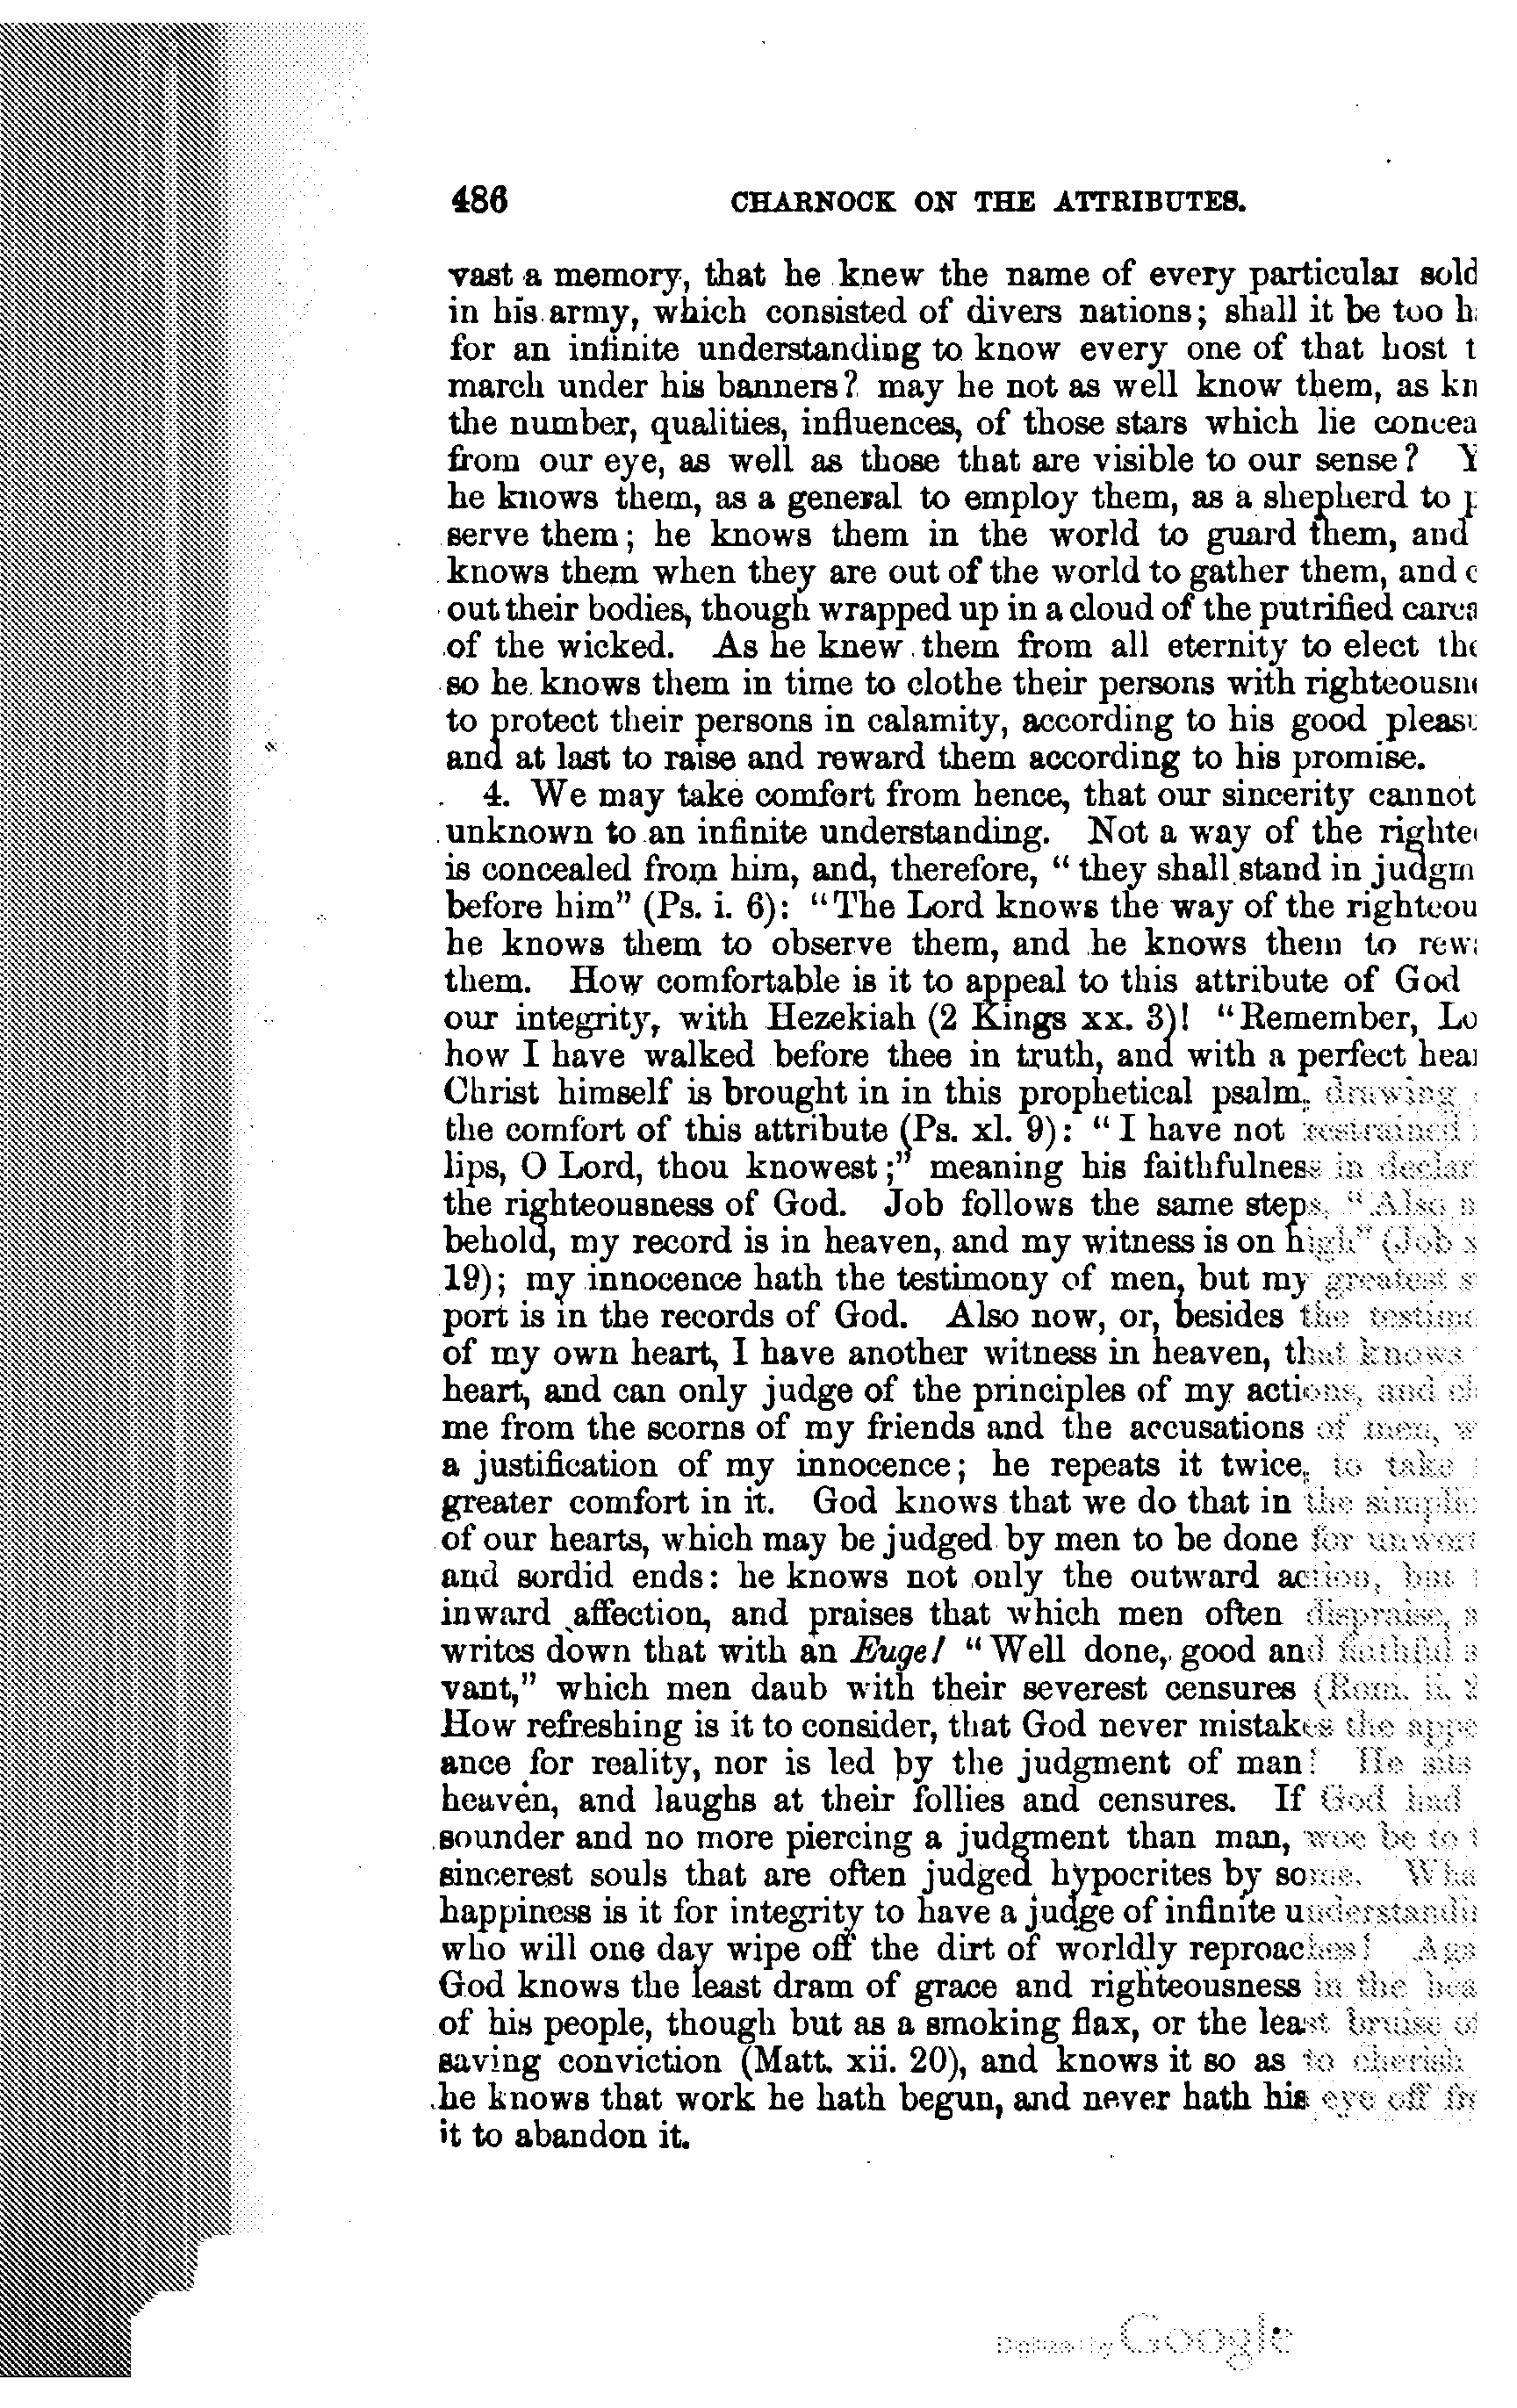 486 CHARNOCK ON THE ATTRIBUTES.
vast a memory, that he knew the name of every particular
in his army, which consisted of divers nations; shall it be too
for an infinite understanding to know every one of that host
march under his banners? may he not as well know them, as
the number, qualities, influences, of those stars which lie
from our eye, as well as those that are visible to our sense?
he knows them, as a general to employ them, as a shepherd to
serve them; he knows them in the world to guard them, and
knows them when they are out of the world to gather them, and
out their bodies, though wrapped up in a cloud of the putrified
of the wicked. As he knew them from all eternity to elect
so he knows them in time to clothe their persons with
to protect their persons in calamity, according to his good
and at last to raise and reward them according to his promise.
4. We may take comfort from hence, that our sincerity cannot
unknown to an infinite understanding. Not a way of the
is concealed from him, and, therefore, “ they shall stand in
before him” (Ps. i. 6): “The Lord knows the way of the
he knows them to observe them, and he knows them to
them. How comfortable is it to appeal to this attribute of God
our integrity, with Hezekiah (2 Kings xx. 3)! “Remember,
how I have walked before thee in truth, and with a perfect
Christ himself is brought in in this prophetical psalm, drawing
the comfort of this attribute (Ps. xl. 9): “ I have not restrained
lips, O Lord, thou knowest;” meaning his faithfulness in
the righteousness of God. Job follows the same steps, “Also
behold, my record is in heaven, and my witness is on high” (Job
19); my innocence hath the testimony of men, but my greatest
port is in the records of God. Also now, or, besides the
of my own heart, I have another witness in heaven, that knows
heart, and can only judge of the principles of my actions, and
me from the scorns of my friends and the accusations of men,
a justification of my innocence; he repeats it twice, to take
greater comfort in it. God knows that we do that in the
of our hearts, which may be judged by men to be done for
and sordid ends: he knows not only the outward action, but
inward affection, and praises that which men often dispraise,
writes down that with an Euge! “Well done, good and faithful
vant,” which men daub with their severest censures (Rom. ii.
How refreshing is it to consider, that God never mistakes the
ance for reality, nor is led by the judgment of man! He sits
heaven, and laughs at their follies and censures. If God had
sounder and no more piercing a judgment than man, woe be to
sincerest souls that are often judged hypocrites by some.
happiness is it for integrity to have a judge of infinite
who will one day wipe off the dirt of worldly reproaches!
God knows the least dram of grace and righteousness in the
of his people, though but as a smoking flax, or the least bruise
saving conviction (Matt. xii. 20), and knows it so as to cherish
he knows that work he hath begun, and never hath his eye off
it to abandon it.
Digitized by Google